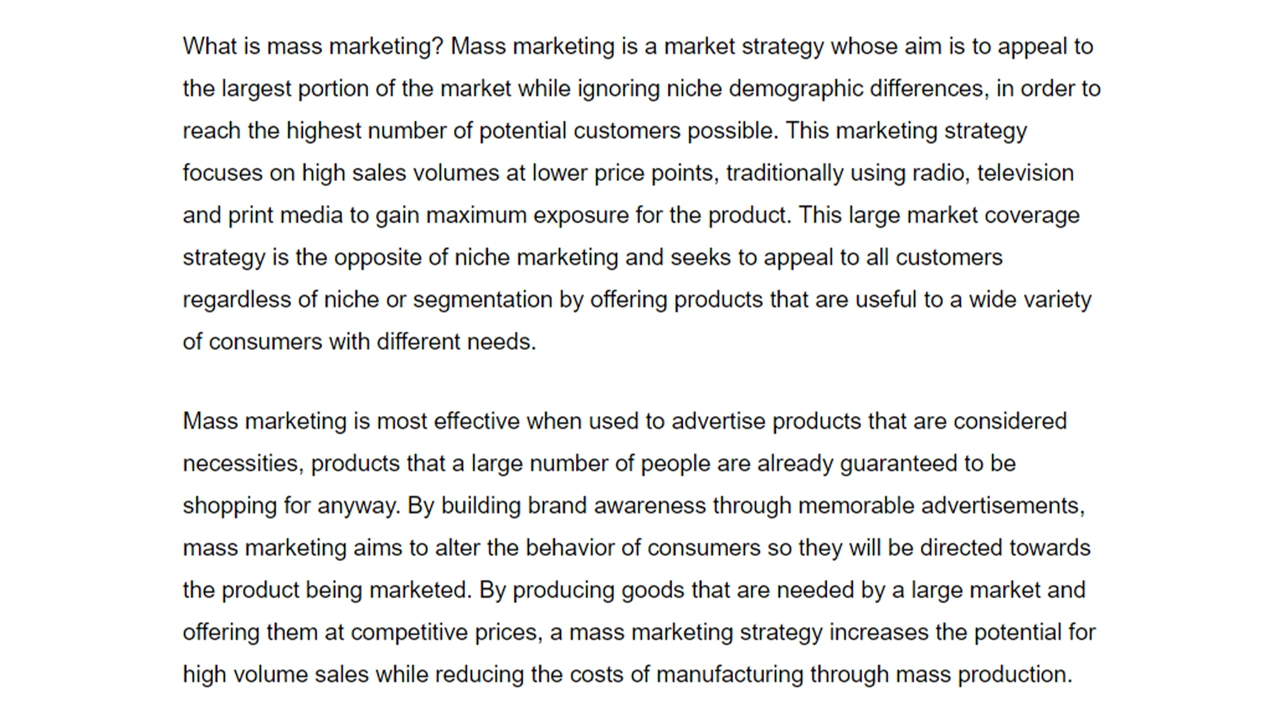 What is mass marketing? Mass marketing is a market strategy whose aim is to appeal to
the largest portion of the market while ignoring niche demographic differences, in order to
reach the highest number of potential customers possible. This marketing strategy
focuses on high sales volumes at lower price points, traditionally using radio, television
and print media to gain maximum exposure for the product. This large market coverage
strategy is the opposite of niche marketing and seeks to appeal to all customers
regardless of niche or segmentation by offering products that are useful to a wide variety
of consumers with different needs.
Mass marketing is most effective when used to advertise products that are considered
necessities, products that a large number of people are already guaranteed to be
shopping for anyway. By building brand awareness through memorable advertisements,
mass marketing aims to alter the behavior of consumers so they will be directed towards
the product being marketed. By producing goods that are needed by a large market and
offering them at competitive prices, a mass marketing strategy increases the potential for
high volume sales while reducing the costs of manufacturing through mass production.